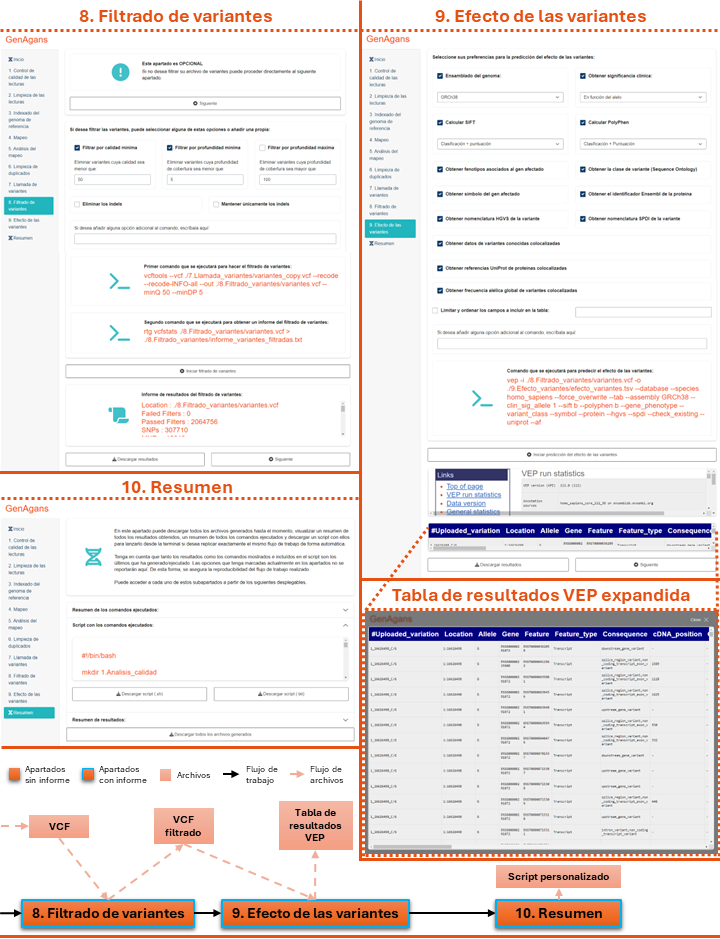 8. Filtrado de variantes
GenAgans
Inicio
1. Control de
calidad de las
lecturas
2. Limpieza de las
lecturas
3. Indexado del
genoma de
referencia
4. Mapeo
5. Análisis del
mapeo
6. Limpieza de
duplicados
7. Llamada de
variantes
8. Filtrado de
variantes
9. Efecto de las
variantes
Resumen
Este apartado es OPCIONAL
Si no desea filtrar su archivo de variantes puede proceder directamente al siguiente
apartado.
Siguiente
Si desea filtrar las variantes, puede seleccionar alguna de estas opciones o añadir una propia:
Filtrar por calidad mínima
Eliminar variantes cuya calidad sea
menor que
50
Filtrar por profundidad mínima
Eliminar variantes cuya profundidad
de cobertura sea menor que
5
Filtrar por profundidad máxima
Eliminar variantes cuya profundidad
de cobertura sea mayor que
100
Eliminar los indels
Mantener únicamente los indels
Si desea añadir alguna opción adicional al comando, escríbala aquí:
Primer comando que se ejecutará para hacer el filtrado de variantes:
vcftools --vcf ./7.Llamada_variantes/variants_copy.vcf --recode
--recode-INFO-all --out ./8.Filtrado_variantes/variants.vcf --
minQ 50 --minDP 5
Segundo comando que se ejecutará para obtener un informe del filtrado de variantes:
rtg vcfstats ./8.Filtrado_variantes/variants.vcf >
./8.Filtrado_variantes/informe_variantes_filtradas.txt
Iniciar filtrado de variantes
Informe de resultados del filtrado de variantes:
Location : ./8.Filtrado_variantes/variants.vcf
Failed Filters : 0
Passed Filters : 2064756
SNPs : 307710
Descargar resultados
Siguiente
9. Efecto de las variantes
GenAgans
Inicio
1. Control de
calidad de las
lecturas
2. Limpieza de las
lecturas
3. Indexado del
genoma de
referencia
4. Mapeo
5. Análisis del
mapeo
6. Limpieza de
duplicados
7. Llamada de
variantes
8. Filtrado de
variantes
9. Efecto de las
variantes
Resumen
Seleccione sus preferencias para la predicción del efecto de las variantes:
Ensamblado del genoma:
GRCh38
Obtener significancia clínica:
En función del alelo
Calcular SIFT
Clasificación + puntuación
Calcular PolyPhen
Clasificación + Puntuación
Obtener fenotipos asociados al gen afectado
Obtener la clase de variante (Sequence Ontology)
Obtener símbolo del gen afectado
Obtener el identificador Ensembl de la proteína
Obtener nomenclatura HGVS de la variante
Obtener nomenclatura SPDI de la variante
Obtener datos de variantes conocidas colocalizadas
Obtener referencias UniProt de proteínas colocalizadas
Obtener frecuencia alélica global de variantes colocalizadas
Limitar y ordenar los campos a incluir en la tabla:
Si desea añadir alguna opción adicional al comando, escríbala aquí:
Comando que se ejecutará para predecir el efecto de las variantes:
vep -i ./8.Filtrado_variantes/variants.vcf -o
./9.Efecto_variantes/efecto_variantes.tsv --database --species
homo_sapiens --force_overwrite --tab --assembly GRCh38 --
clin_sig_allele 1 --sift b --polyphen b --gene_phenotype --
variant_class --symbol --protein --hgvs --spdi --check_existing --
uniprot --af
Iniciar predicción del efecto de las variantes
Links
Top of page
VEP run statistics
Data version
General statistics
VEP run statistics
VEP version (API)
#Uploaded_variation Location Allele Gene Feature Feature_type Consequenc
Descargar resultados
Siguiente
10. Resumen
GenAgans
Inicio
1. Control de
calidad de las
lecturas
2. Limpieza de las
lecturas
3. Indexado del
genoma de
referencia
4. Mapeo
5. Análisis del
mapeo
6. Limpieza de
duplicados
7. Llamada de
variantes
8. Filtrado de
variantes
9. Efecto de las
variantes
Resumen
En este apartado puede descargar todos los archivos generados hasta el momento, visualizar un resumen de
todos los resultados obtenidos, un resumen de todos los comandos ejecutados y descargar un script con ellos
para lanzarlo desde la terminal si desea replicar exactamente el mismo flujo de trabajo de forma automática.
Tenga en cuenta que tanto los resultados como los comandos mostrados e incluidos en el script son los
últimos que ha generado/ejecutado. Las opciones que tenga marcadas actualmente en los apartados no se
reportarán aquí. De esta forma, se asegura la reproducibilidad del flujo de trabajo realizado.
Puede acceder a cada uno de estos subapartados a partir de los siguientes desplegables.
Resumen de los comandos ejecutados:
Script con los comandos ejecutados:
#!/bin/bash
mkdir 1.Analisis_calidad
Descargar script (.sh)
Descargar script (.txt)
Resumen de resultados:
Descargar todos los archivos generados
Tabla de resultados VEP expandida
GenAgans
Close
#Uploaded_variation Location Allele Gene Feature Feature_type Consequence cDNA_position
Apartados
sin informe
Apartados
con informe
Archivos
Flujo de
trabajo
Flujo de
archivos
VCF
VCF
filtrado
Tabla de
resultados
VEP
Script personalizado
8. Filtrado de variantes
9. Efecto de las variantes
10. Resumen